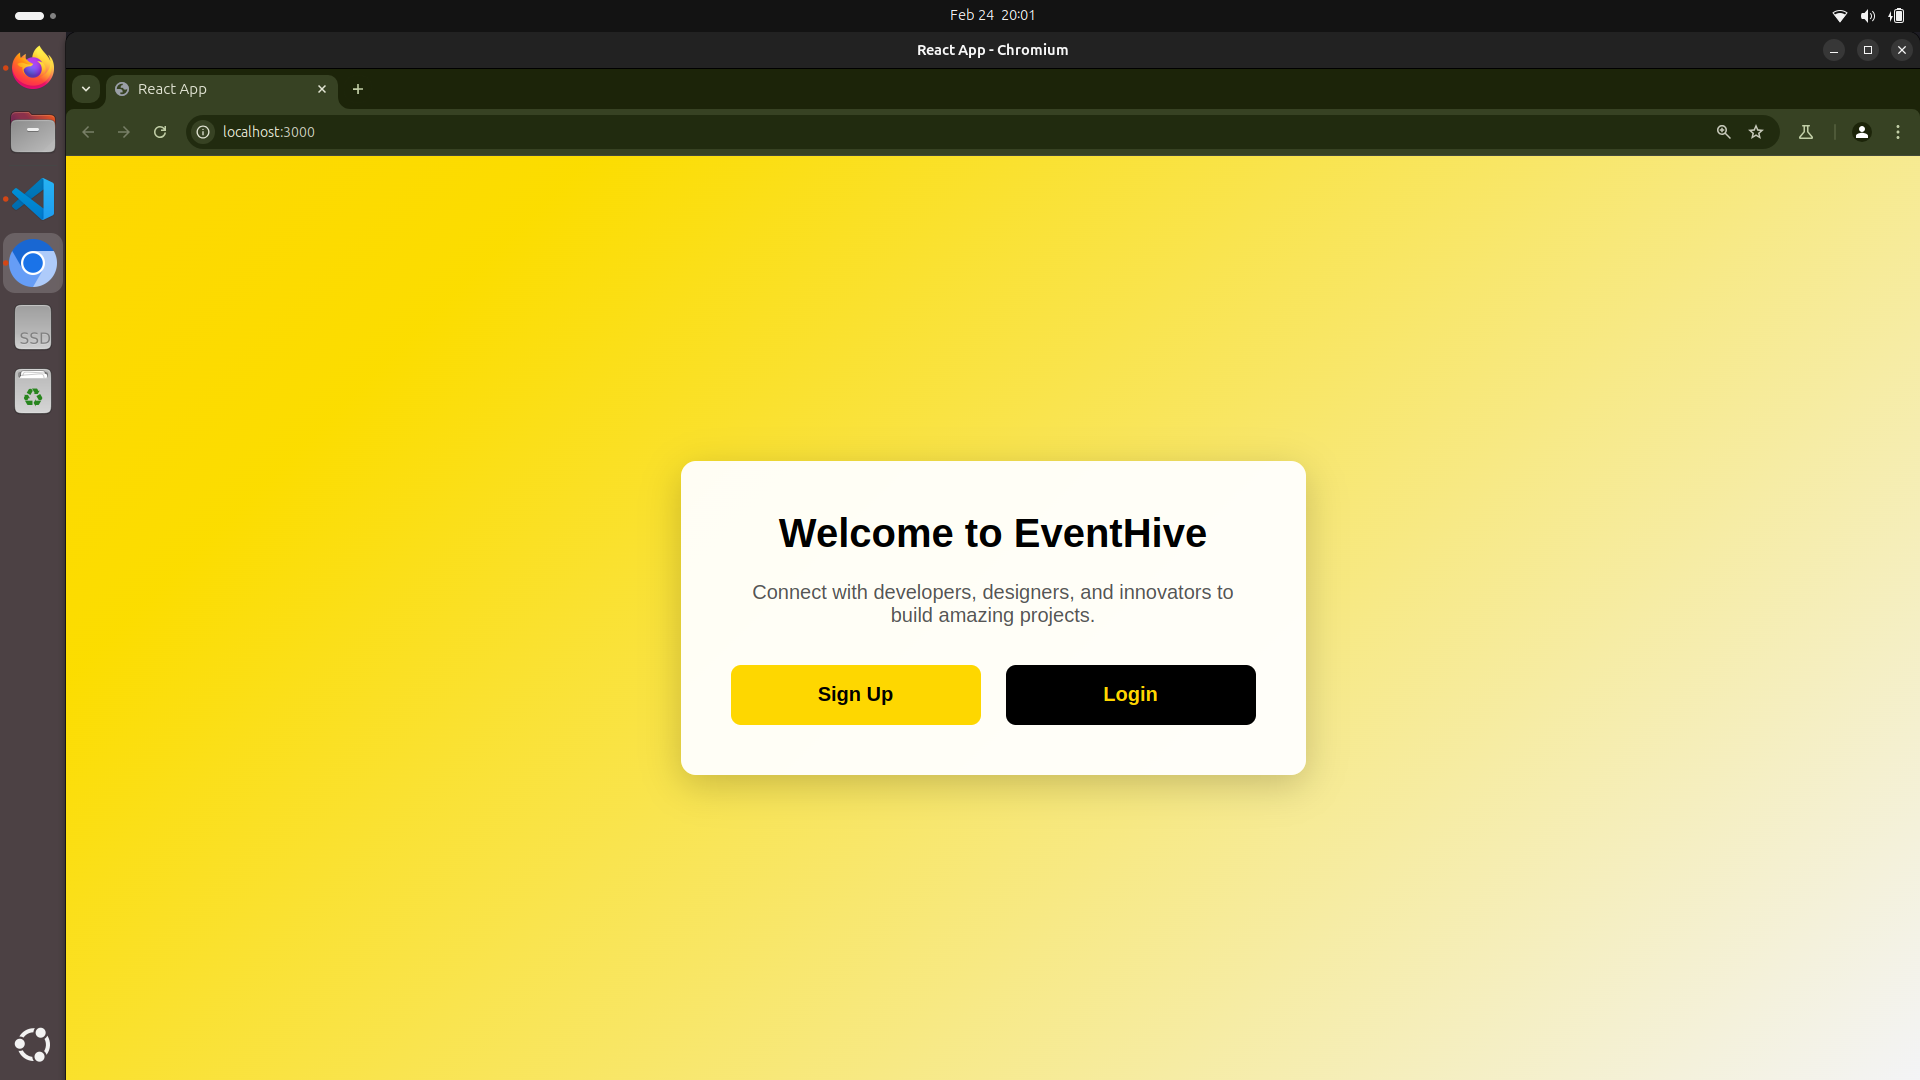 Feb 24 20:01
React App - Chromium
React App
localhost:3000
SSD
Welcome to EventHive
Connect with developers, designers, and innovators to
build amazing projects.
Sign Up
Login